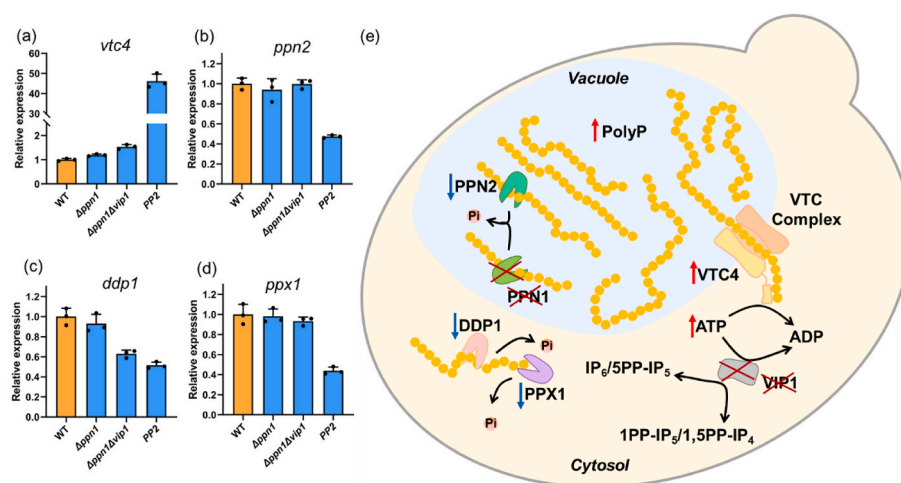 (a)
vtc4
Relative expression
60
50
40
30
2
1
0
WT
Δppn1
Δppn1Δvip1
PP2
(b)
ppn2
Relative expression
1.2
1.0
0.8
0.6
0.4
0.2
0.0
WT
Δppn1
Δppn1Δvip1
PP2
(c)
ddp1
Relative expression
1.2
1.0
0.8
0.6
0.4
0.2
0.0
WT
Δppn1
Δppn1Δvip1
PP2
(d)
ppx1
Relative expression
1.2
1.0
0.8
0.6
0.4
0.2
0.0
WT
Δppn1
Δppn1Δvip1
PP2
(e)
Vacuole
PolyP
PPN2
Pi
PPN1
VTC
Complex
VTC4
DDP1
Pi
ATP
ADP
PPX1
Pi
IP6/5PP-IP5
VIP1
1PP-IP5/1,5PP-IP4
Cytosol